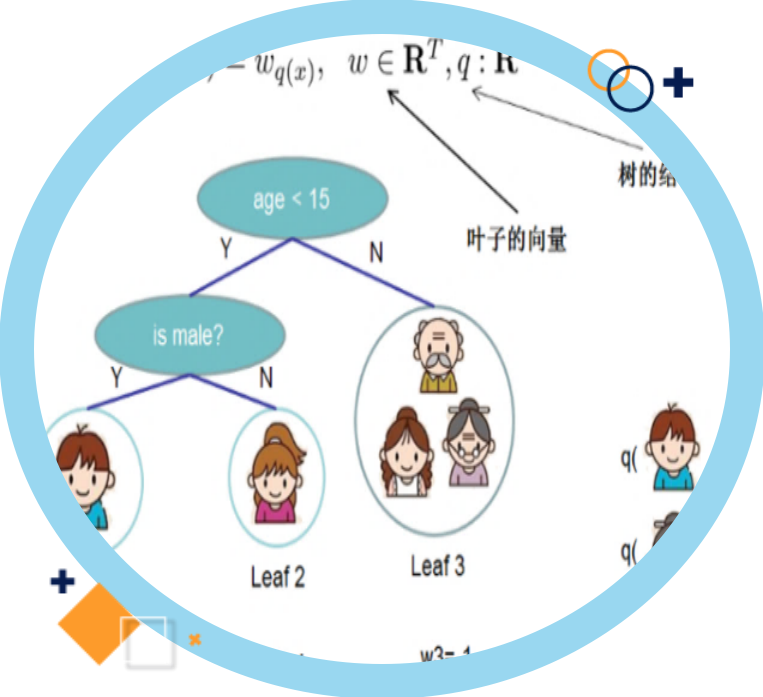 = w_{q(x)}, w ∈ R^T, q : R
树的结
叶子的向量
age < 15
Y
N
is male?
Y
N
q(
q(
Leaf 2
Leaf 3